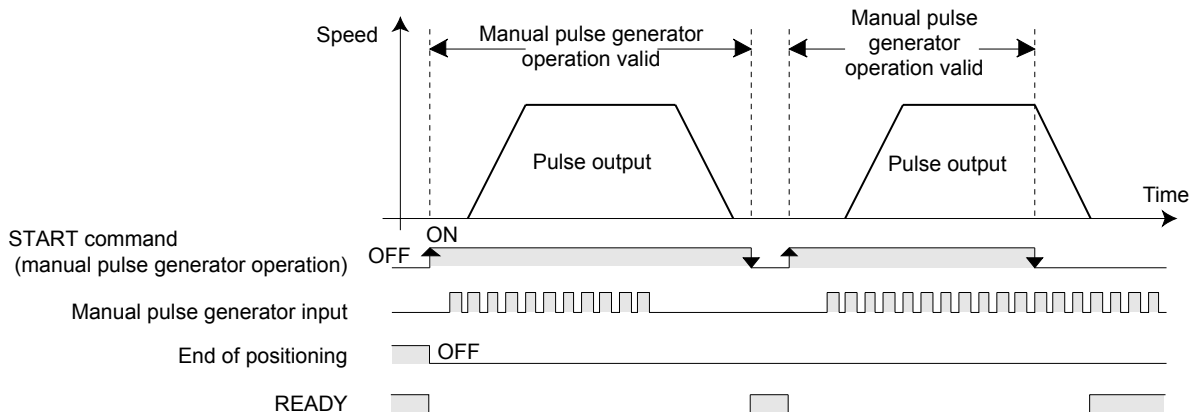 Speed
Manual pulse generator
operation valid
Manual pulse
generator
operation valid
Pulse output
Pulse output
Time
START command
(manual pulse generator operation)
OFF
ON
Manual pulse generator input
End of positioning
OFF
READY